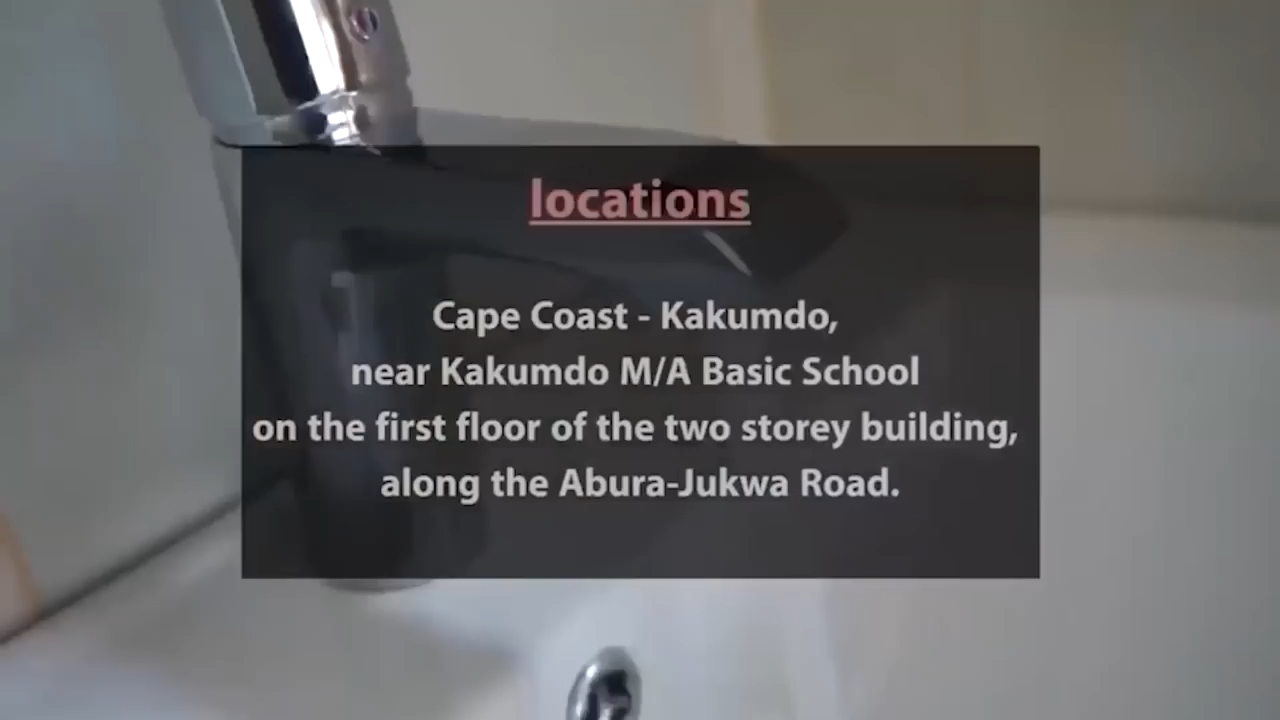 locations
Cape Coast - Kakumdo,
near Kakumdo M/A Basic School
on the first floor of the two storey building,
along the Abura-Jukwa Road.